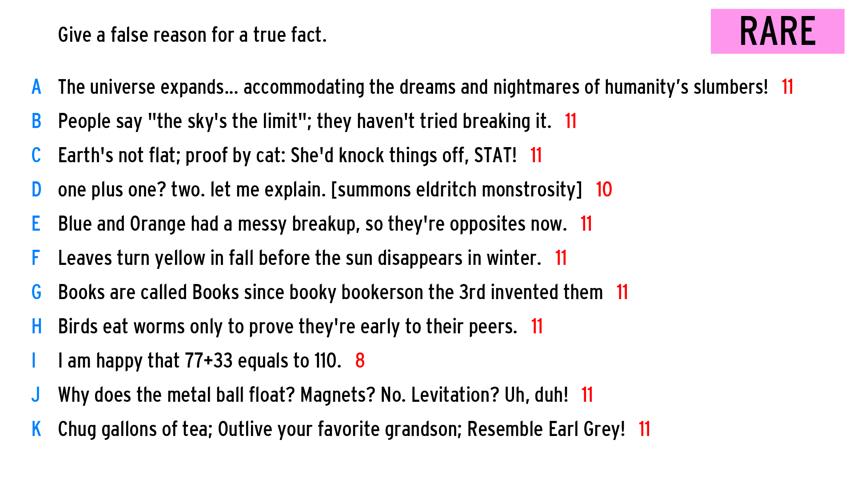 Give a false reason for a true fact.
RARE
A The universe expands... accommodating the dreams and nightmares of humanity's slumbers! 11
B People say "the sky's the limit"; they haven't tried breaking it. 11
C Earth's not flat; proof by cat: She'd knock things off, STAT! 11
D one plus one? two. let me explain. [summons eldritch monstrosity] 10
E Blue and Orange had a messy breakup, so they're opposites now. 11
F Leaves turn yellow in fall before the sun disappears in winter. 11
G Books are called Books since booky bookerson the 3rd invented them 11
H Birds eat worms only to prove they're early to their peers. 11
I I am happy that 77+33 equals to 110. 8
J Why does the metal ball float? Magnets? No. Levitation? Uh, duh! 11
K Chug gallons of tea; Outlive your favorite grandson; Resemble Earl Grey! 11